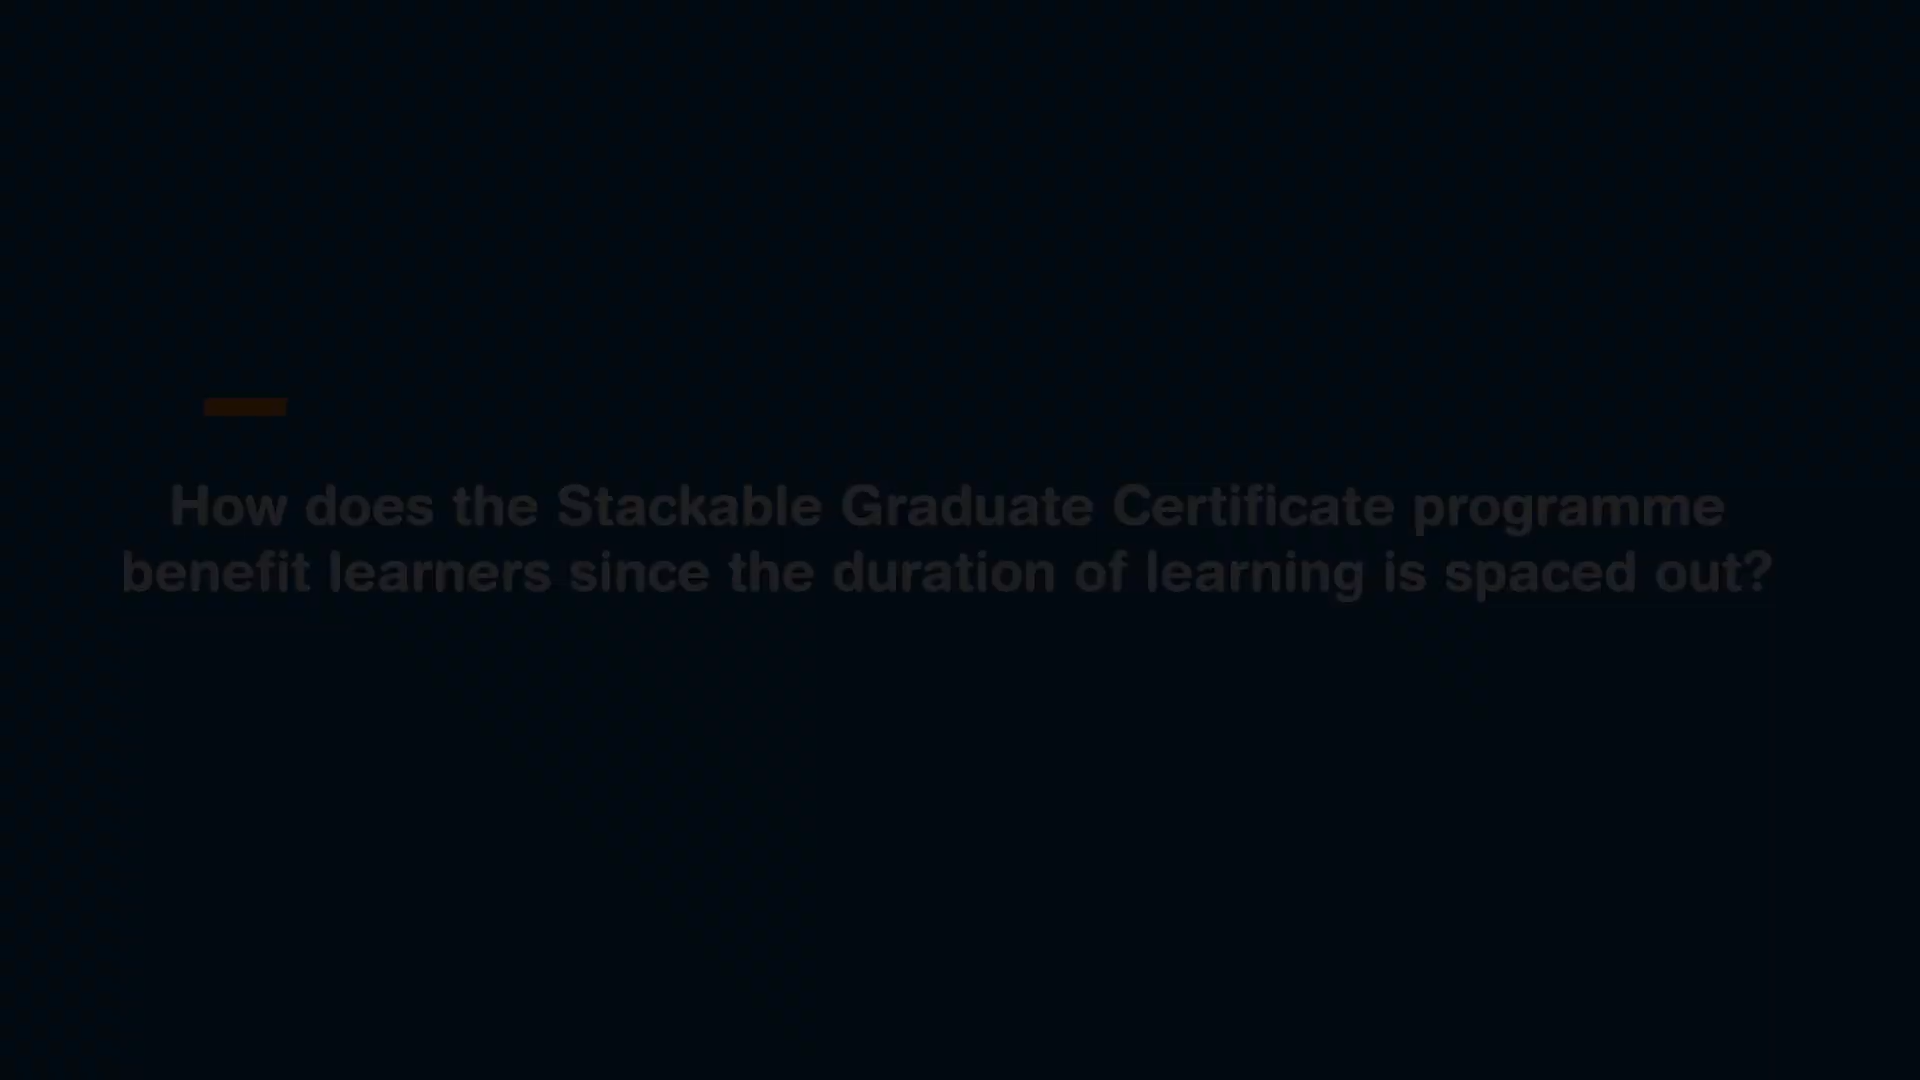 How does the Stackable Graduate Certificate programme
benefit learners since the duration of learning is spaced out?